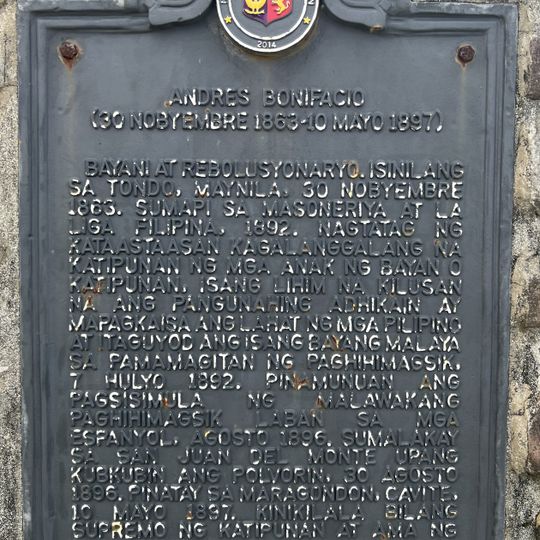 2014
ANDRES BONIFACIO
(30 NOBYEMBRE 1863-10 MAYO 1897)
BAYANI AT REBOLUSYONARYO. ISINILANG
SA TONDO, MAYNILA, 30 NOBYEMBRE
1863. SUMAPI SA MASONERIYA AT LA
LIGA FILIPINA, 1892. NAGTATAG NG
KATAASTAASAN KAGALANGGALANG NA
KATIPUNAN NG MGA ANAK NG BAYAN O
KATIPUNAN, ISANG LIHIM NA KILUSAN
NA ANG PANGUNAHING ADHIKAIN AY
MAPAGKAISA ANG LAHAT NG MGA PILIPINO
AT ITAGUYOD ANG ISANG BAYANG MALAYA
SA PAMAMAGITAN NG PAGHIHIMAGSIK,
7 HULYO 1892. PINAMUNUAN ANG
PAGSISIMULA NG MALAWAKANG
PAGHIHIMAGSIK LABAN SA MGA
ESPANYOL, AGOSTO 1896. SUMALAKAY
SA SAN JUAN DEL MONTE UPANG
KUBKUBIN ANG POLVORIN, 30 AGOSTO
1896. PINATAY SA MARAGUNDON, CAVITE,
10 MAYO 1897. KINIKILALA BILANG
SUPREMO NG KATIPUNAN AT AMA NG